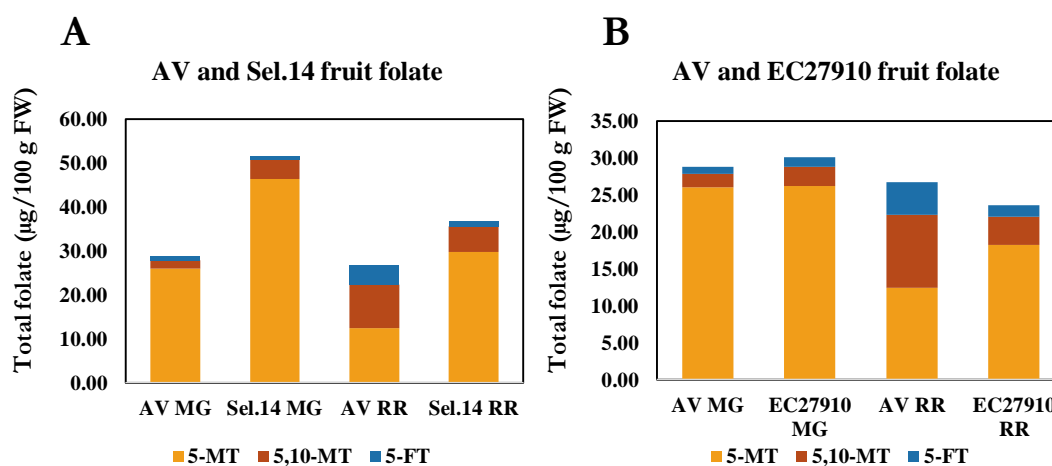 A
AV and Sel.14 fruit folate
Total folate (µg/100 g FW)
60.00
50.00
40.00
30.00
20.00
10.00
0.00
AV MG
Sel.14 MG
AV RR
Sel.14 RR
5-MT
5,10-MT
5-FT
B
AV and EC27910 fruit folate
Total folate (µg/100 g FW)
35.00
30.00
25.00
20.00
15.00
10.00
5.00
0.00
AV MG
EC27910
MG
AV RR
EC27910
RR
5-MT
5,10-MT
5-FT